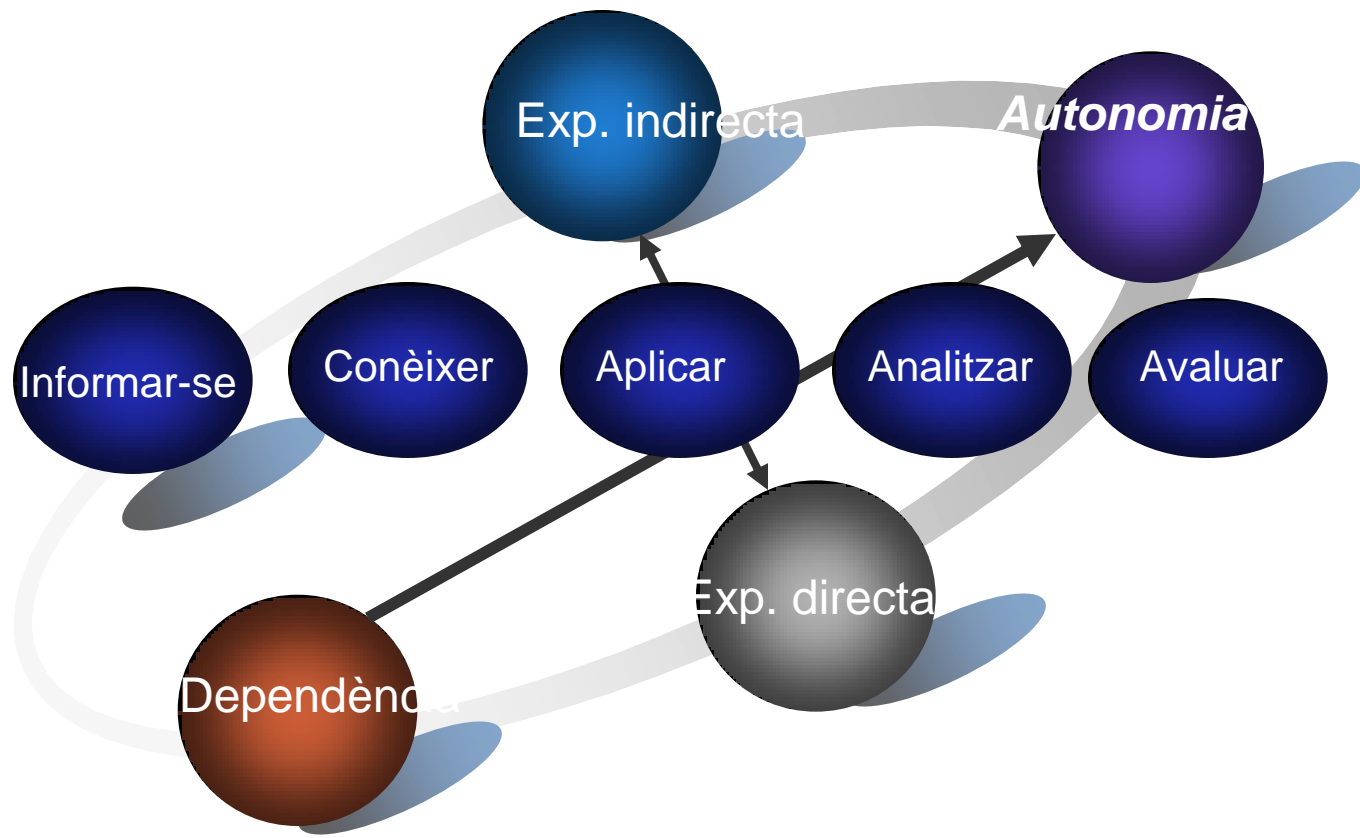 Exp. indirecta
Autonomia
Informar-se
Conèixer
Aplicar
Analitzar
Avaluar
Exp. directa
Dependència